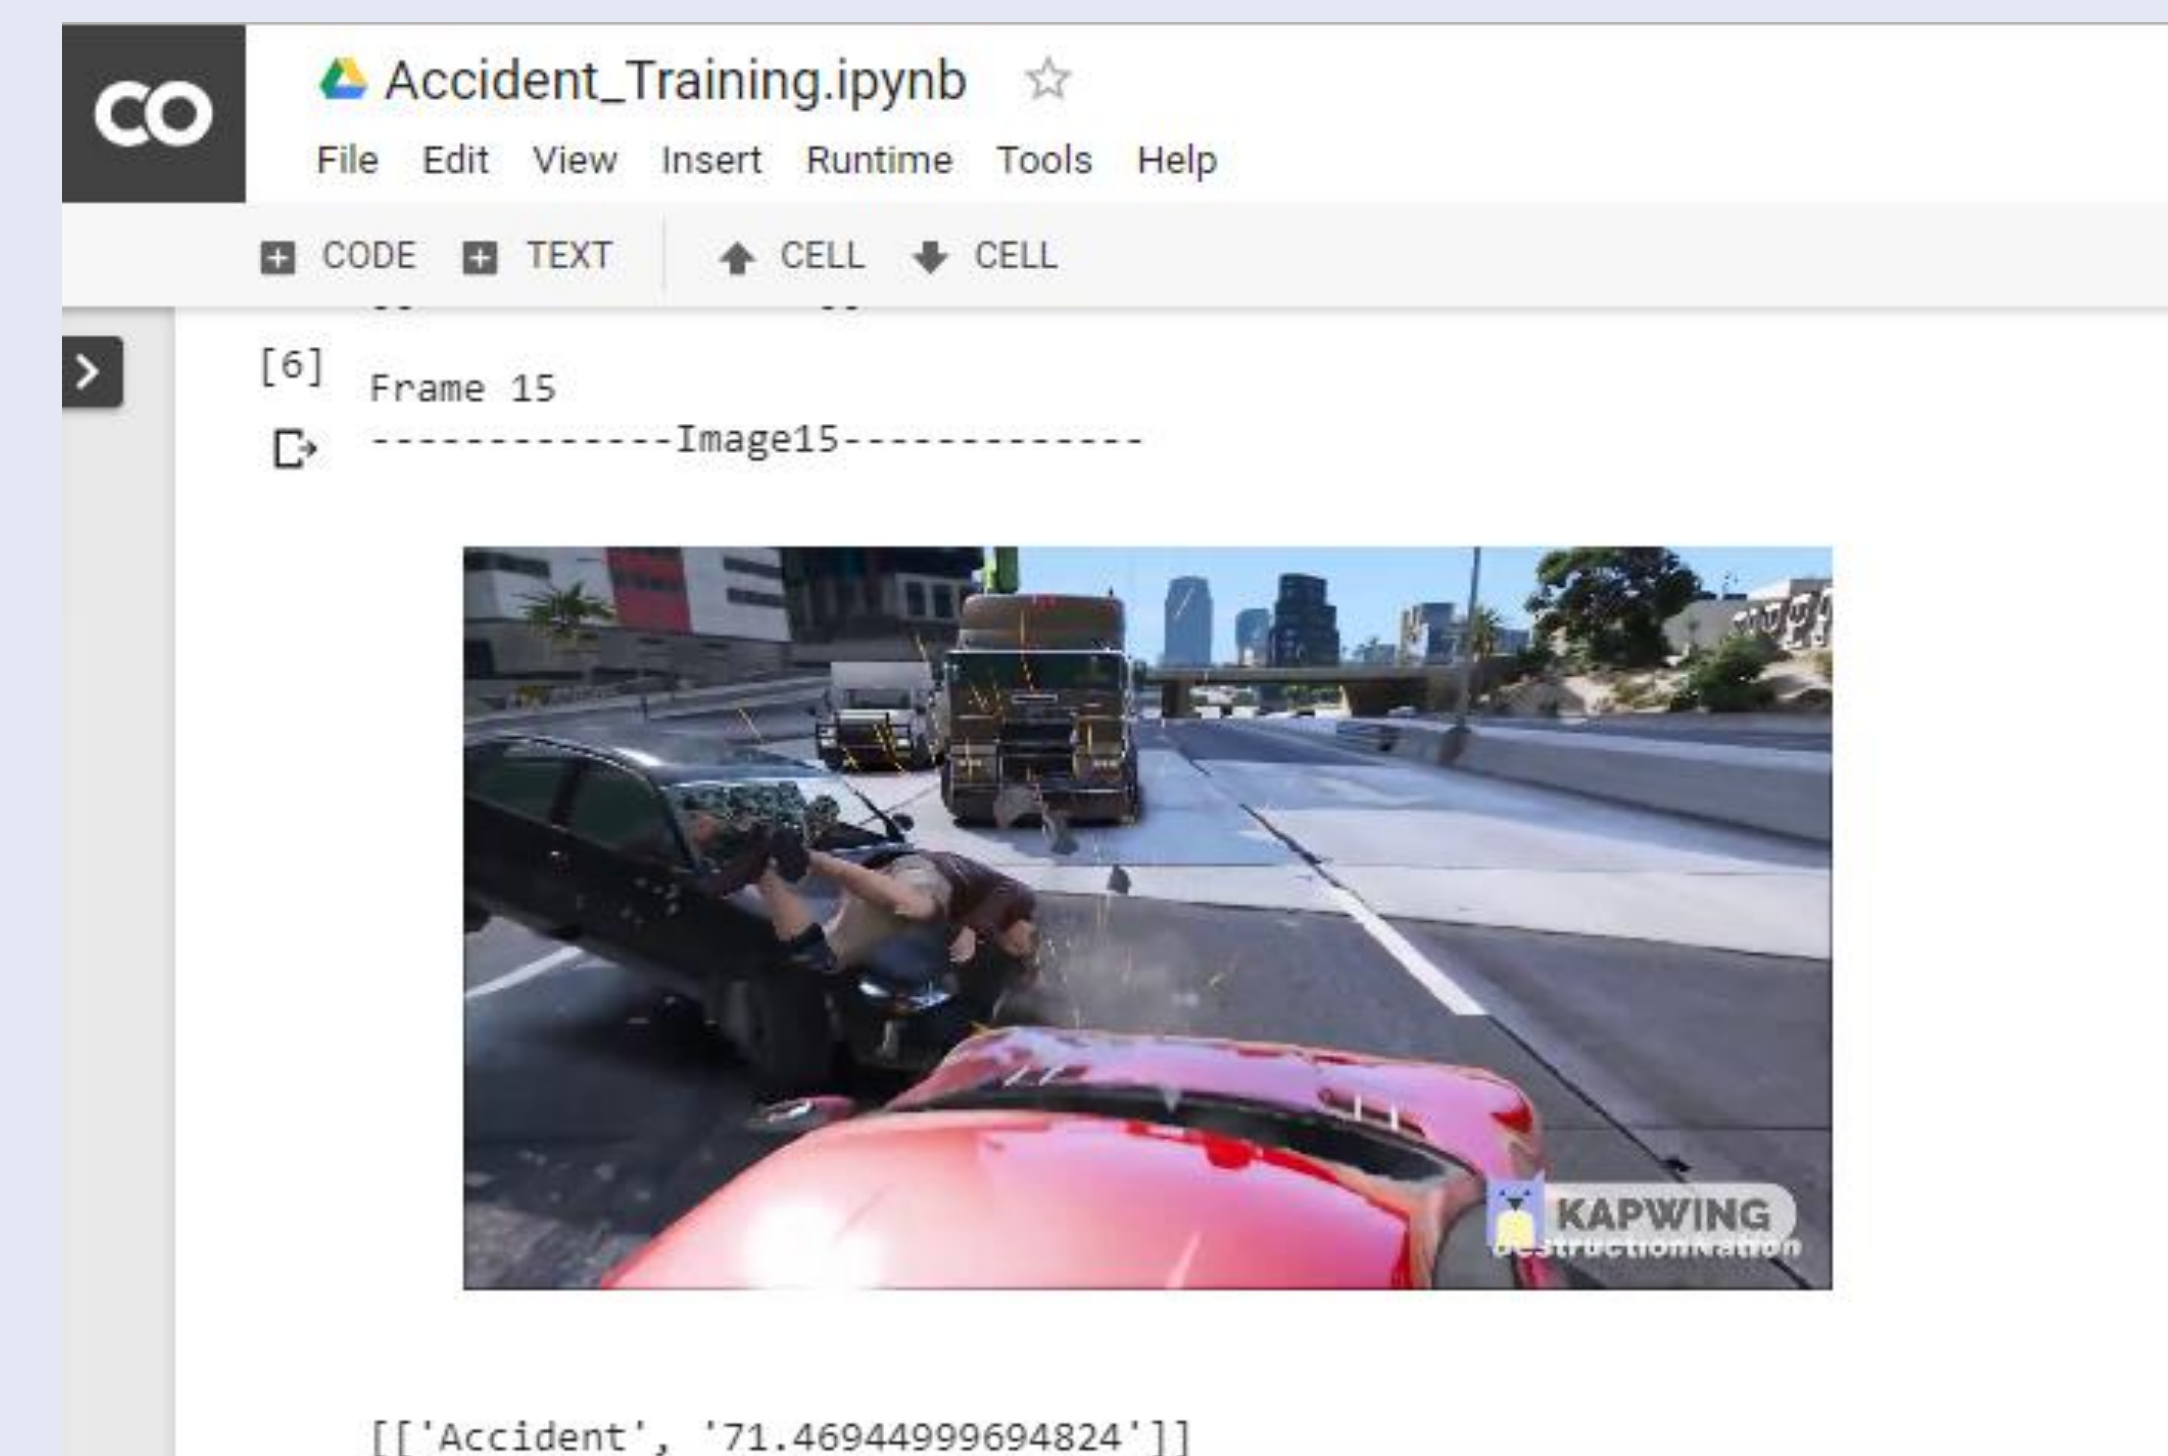 CO
Accident_Training.ipynb
File Edit View Insert Runtime Tools Help
CODE TEXT CELL CELL
[6]
Frame 15
-------------Image15-------------
KAPWING
DestructionNation
[['Accident', '71.46944999694824']]